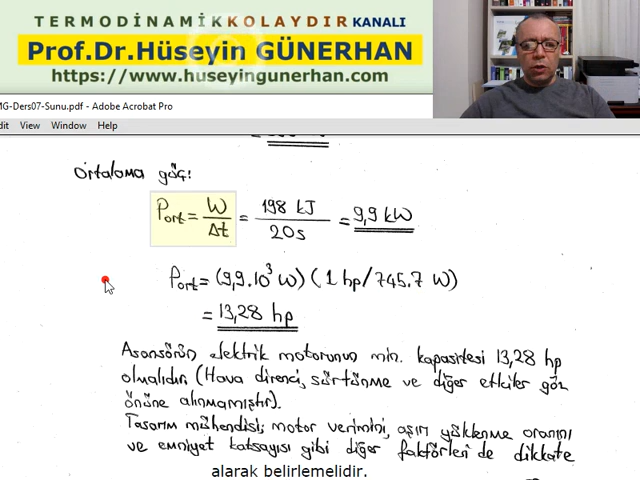 TERMODİNAMİKKOLAYDIR KANALI
Prof.Dr.Hüseyin GÜNERHAN
https://www.huseyingunerhan.com
MG-Ders07-Sunu.pdf - Adobe Acrobat Pro
dit View Window Help
Ortalama güç:
Port = W/Δt = 198 kJ/20s = 9,9 kW
Port = (9,9.10³ W) (1 hp/745.7 W)
= 13,28 hp
Asansörün elektrik motorunun min. kapasitesi 13,28 hp
olmalıdır (Hava direnci, sürtünme ve diğer etkiler göz
önüne alınmamıştır).
Tasarım mühendisi; motor verimini, aşırı yüklenme oranını
ve emniyet katsayısı gibi diğer faktörleri de dikkate
alarak belirlemelidir.